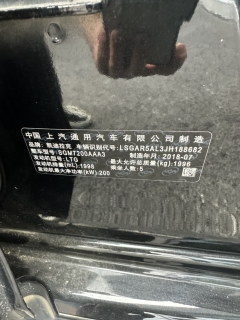 中国 上汽通用汽车有限公司制造
品牌：凯迪拉克 车辆识别代号：LSGAR5AL3JH188682
整车型号：SGM7200AAA3 制造年月：2018-07
发动机型号：LTG 最大允许总质量(kg)：1996
发动机排量(mL)：1998 乘坐人数：5
发动机最大净功率(kW)：200